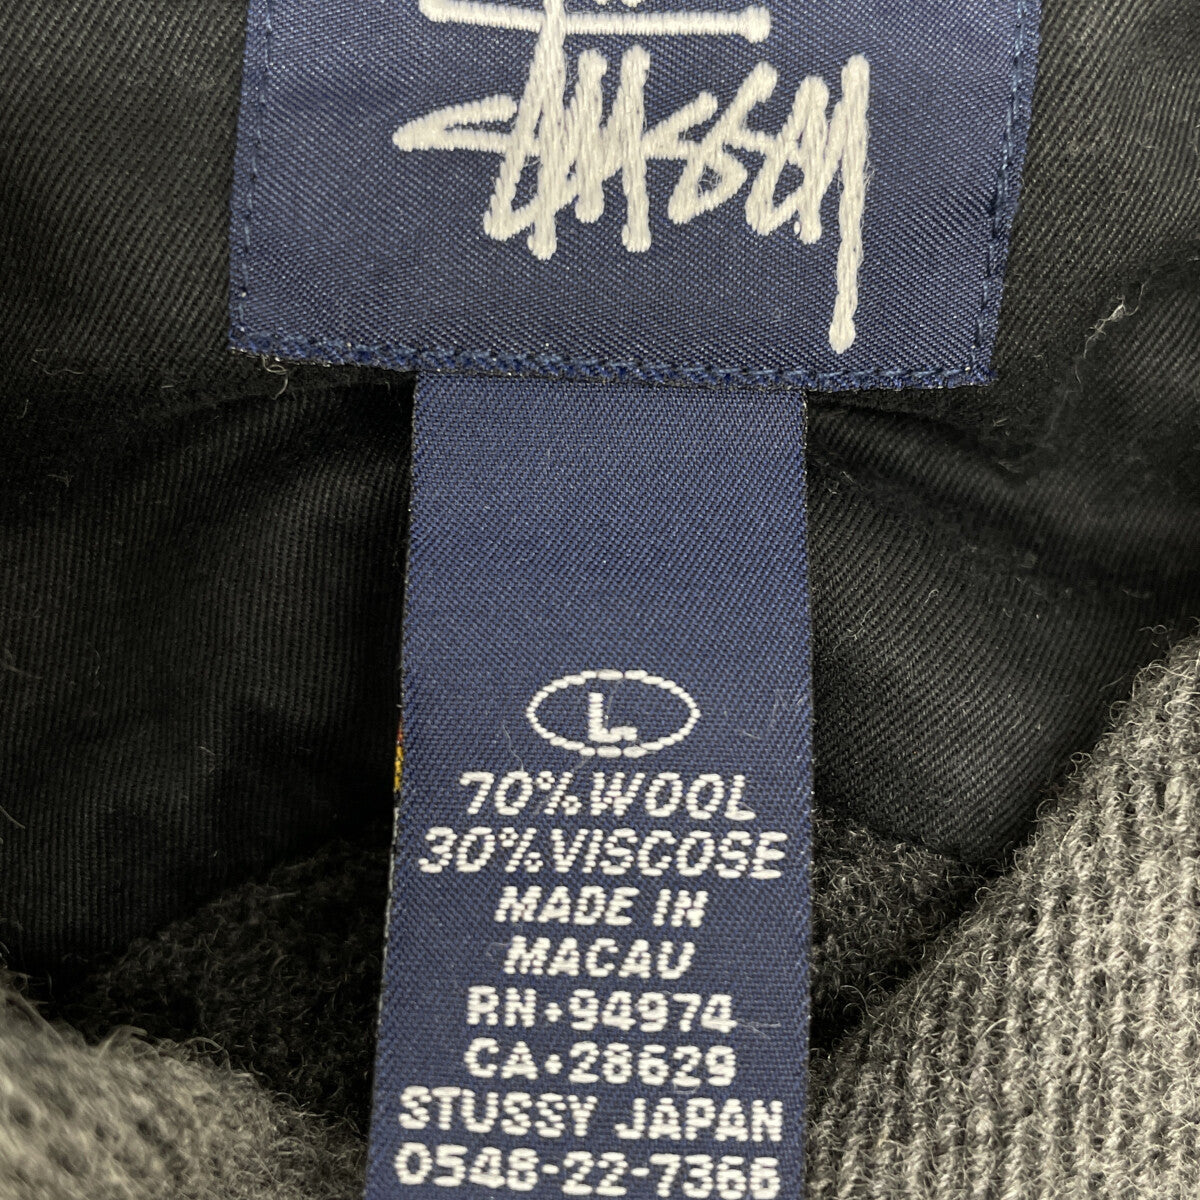 STUSSY
L
70% WOOL
30% VISCOSE
MADE IN
MACAU
RN•94974
CA•28629
STUSSY JAPAN
0548-22-7366